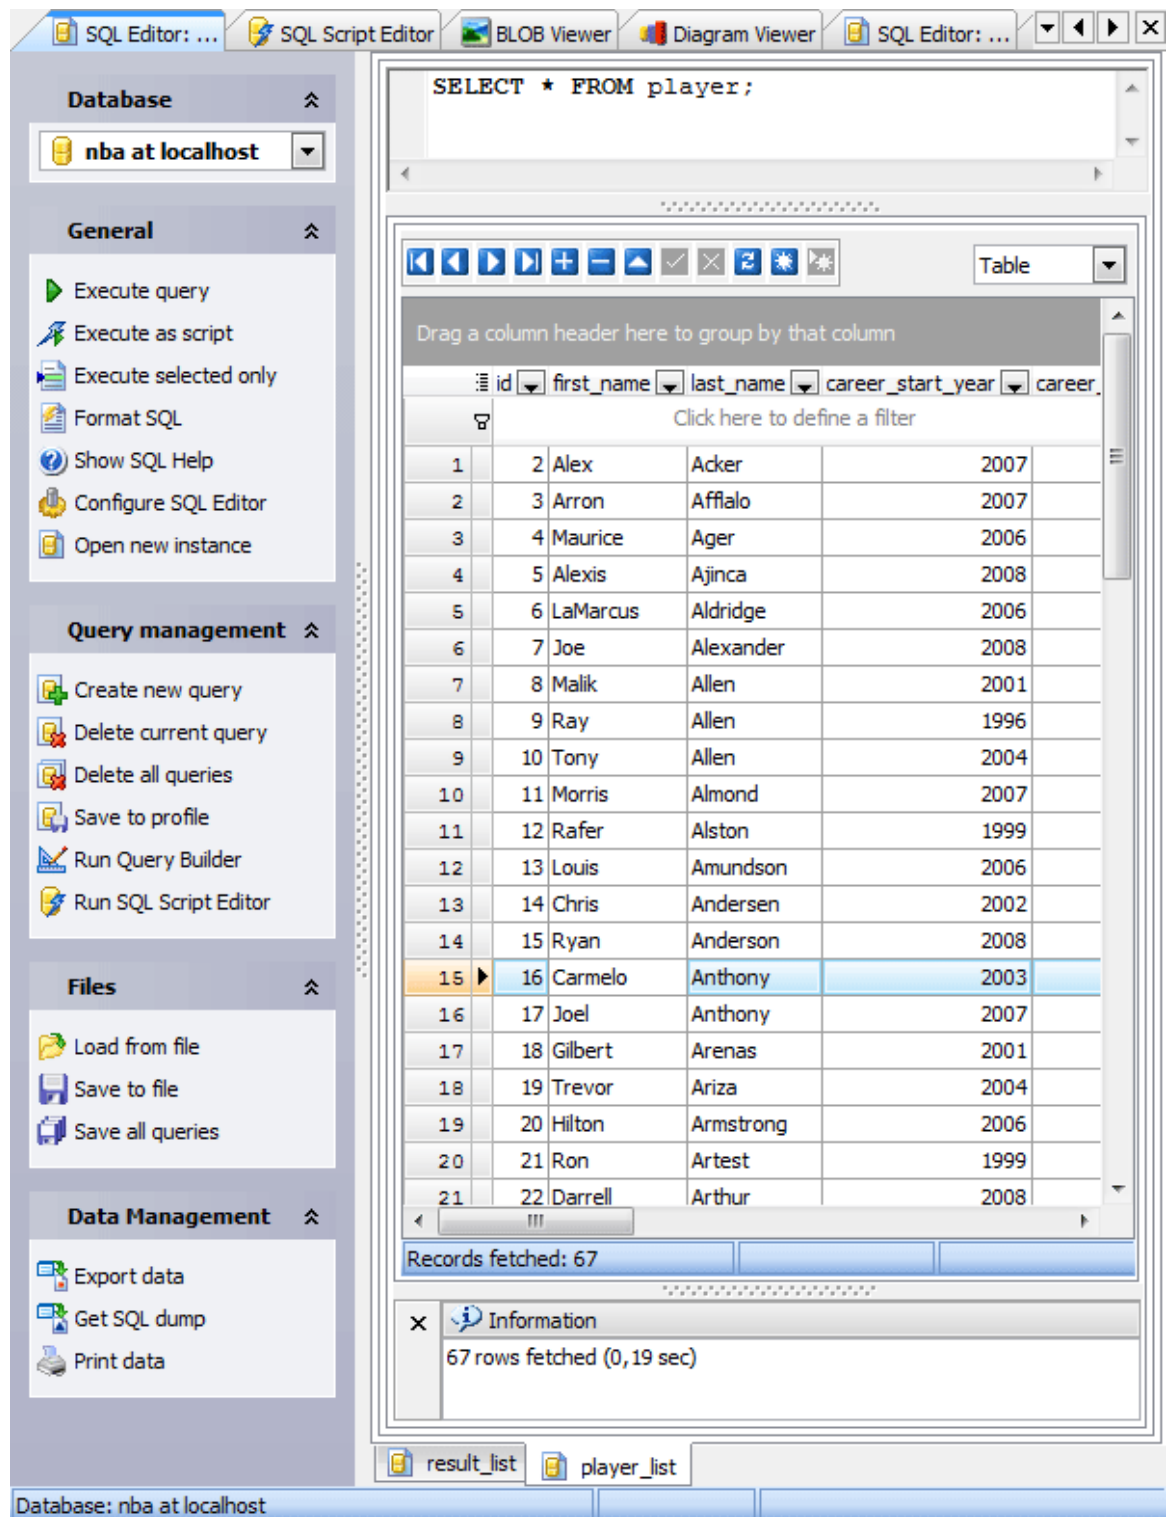 SQL Editor: ... SQL Script Editor BLOB Viewer Diagram Viewer SQL Editor: ...
Database
nba at localhost
General
Execute query
Execute as script
Execute selected only
Format SQL
Show SQL Help
Configure SQL Editor
Open new instance
Query management
Create new query
Delete current query
Delete all queries
Save to profile
Run Query Builder
Run SQL Script Editor
Files
Load from file
Save to file
Save all queries
Data Management
Export data
Get SQL dump
Print data
SELECT * FROM player;
Table
Drag a column header here to group by that column
id first_name last_name career_start_year career_
Click here to define a filter
1 2 Alex Acker 2007
2 3 Arron Afflalo 2007
3 4 Maurice Ager 2006
4 5 Alexis Ajinca 2008
5 6 LaMarcus Aldridge 2006
6 7 Joe Alexander 2008
7 8 Malik Allen 2001
8 9 Ray Allen 1996
9 10 Tony Allen 2004
10 11 Morris Almond 2007
11 12 Rafer Alston 1999
12 13 Louis Amundson 2006
13 14 Chris Andersen 2002
14 15 Ryan Anderson 2008
15 16 Carmelo Anthony 2003
16 17 Joel Anthony 2007
17 18 Gilbert Arenas 2001
18 19 Trevor Ariza 2004
19 20 Hilton Armstrong 2006
20 21 Ron Artest 1999
21 22 Darrell Arthur 2008
Records fetched: 67
Information
67 rows fetched (0,19 sec)
result_list player_list
Database: nba at localhost